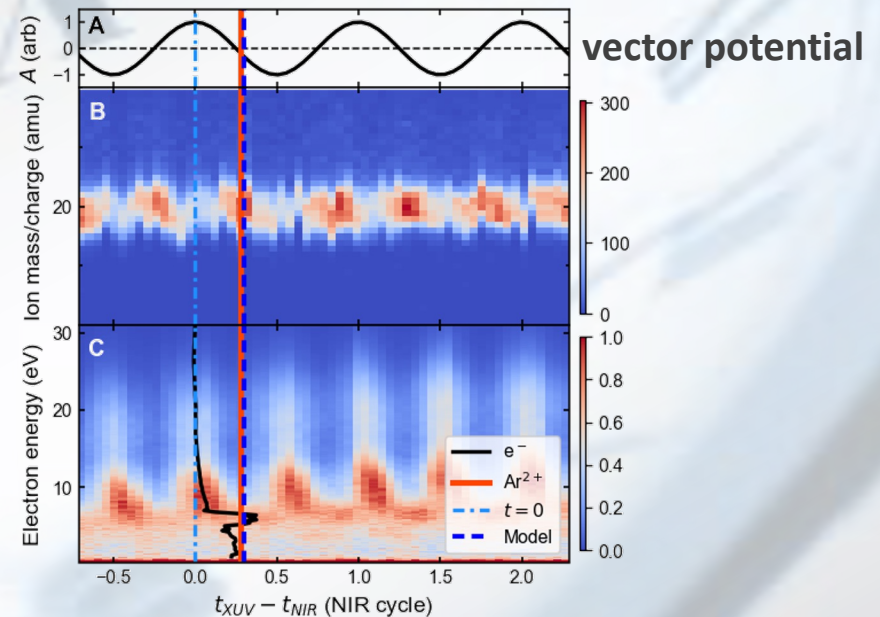 A
A (arb)
1
0
−1
vector potential
B
Ion mass/charge (amu)
20
300
200
100
0
C
Electron energy (eV)
30
20
10
1.0
0.8
0.6
0.4
0.2
0.0
e⁻
Ar²⁺
t = 0
Model
−0.5 0.0 0.5 1.0 1.5 2.0
t_XUV − t_NIR (NIR cycle)